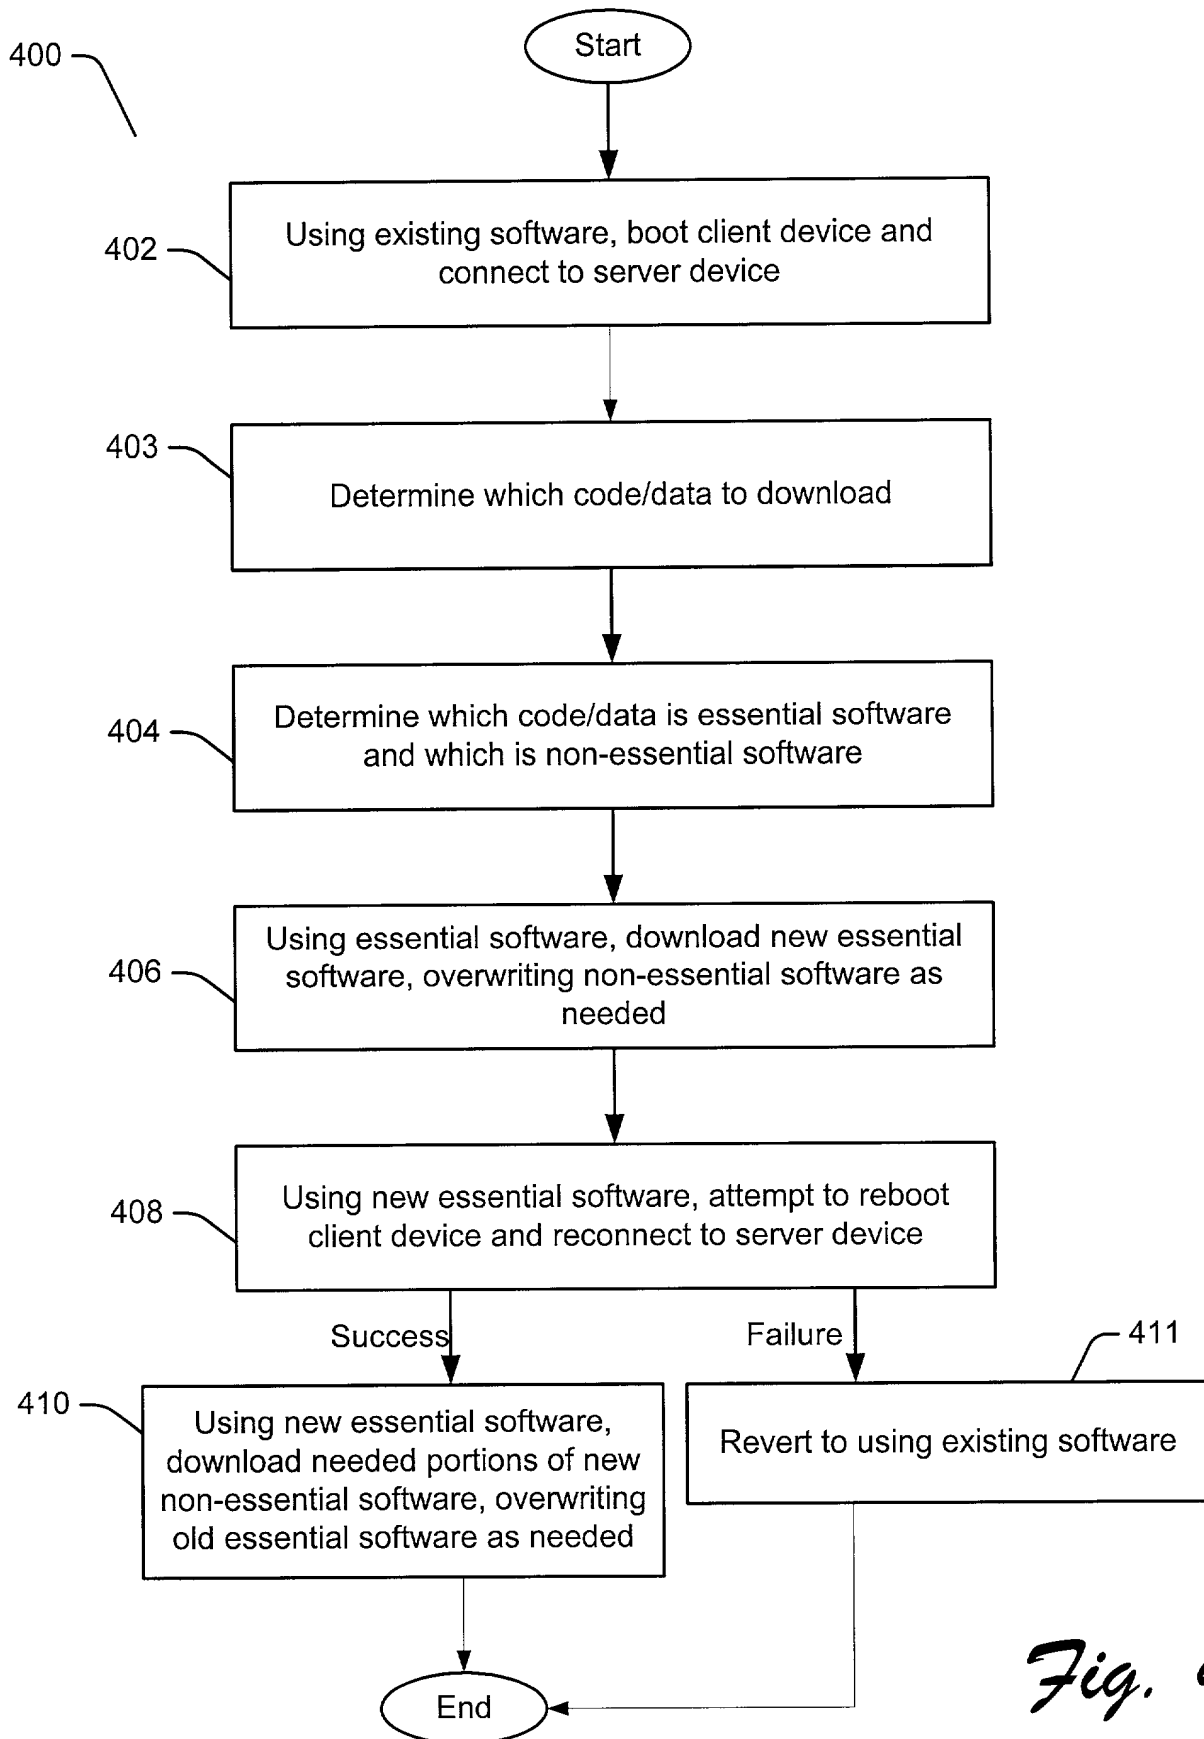 Start
400
402
Using existing software, boot client device and
connect to server device
403
Determine which code/data to download
404
Determine which code/data is essential software
and which is non-essential software
406
Using essential software, download new essential
software, overwriting non-essential software as
needed
408
Using new essential software, attempt to reboot
client device and reconnect to server device
Success
Failure
411
410
Using new essential software,
download needed portions of new
non-essential software, overwriting
old essential software as needed
Revert to using existing software
End
Fig.